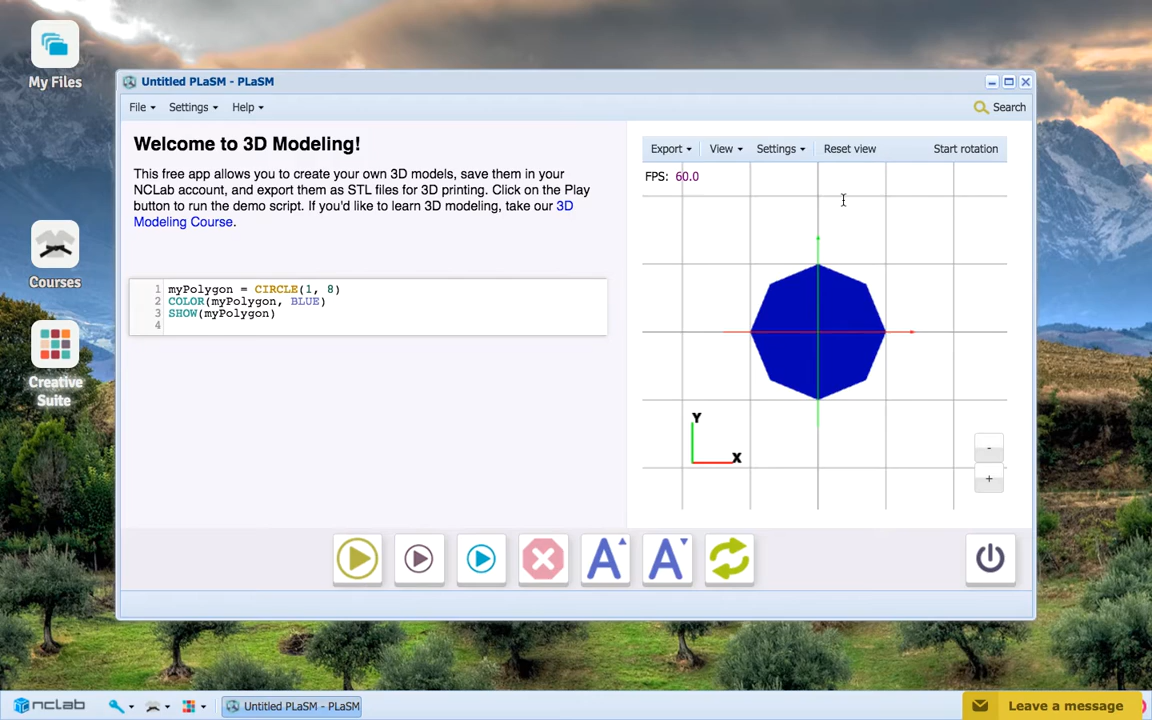 My Files
Courses
Creative
Suite
Untitled PLaSM - PLaSM
File
Settings
Help
Search
Welcome to 3D Modeling!
This free app allows you to create your own 3D models, save them in your
NCLab account, and export them as STL files for 3D printing. Click on the Play
button to run the demo script. If you'd like to learn 3D modeling, take our 3D
Modeling Course.
1 myPolygon = CIRCLE(1, 8)
2 COLOR(myPolygon, BLUE)
3 SHOW(myPolygon)
4
Export
View
Settings
Reset view
Start rotation
FPS: 60.0
Y
X
-
+
A
A
nclab
Untitled PLaSM - PLaSM
Leave a message